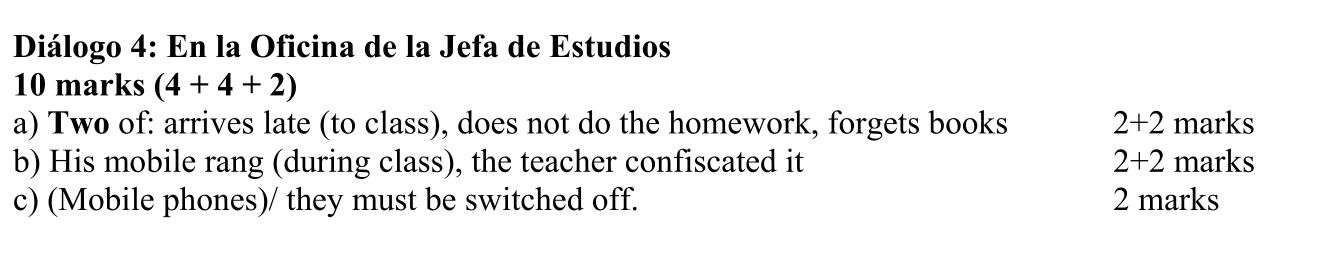 Diálogo 4: En la Oficina de la Jefa de Estudios
10 marks (4 + 4 + 2)
a) Two of: arrives late (to class), does not do the homework, forgets books 2+2 marks
b) His mobile rang (during class), the teacher confiscated it 2+2 marks
c) (Mobile phones)/ they must be switched off. 2 marks